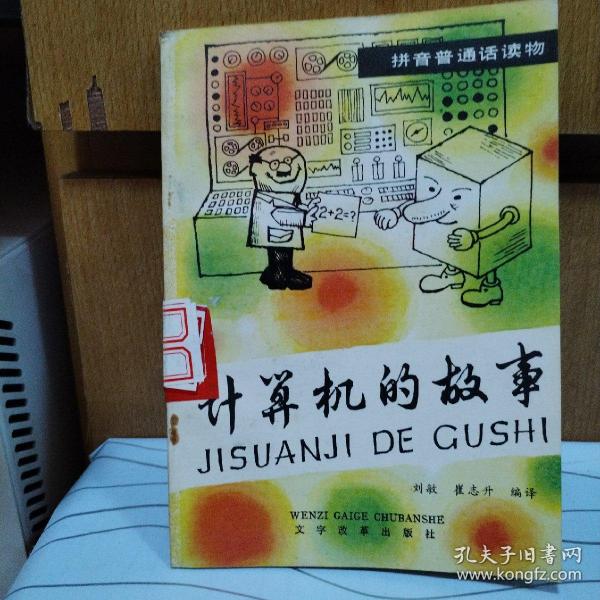 拼音普通话读物
2+2=?
计算机的故事
JISUANJI DE GUSHI
刘敏 崔志升 编译
WENZI GAIGE CHUBANSHE
文字改革出版社
孔夫子旧书网
www.kongfz.com